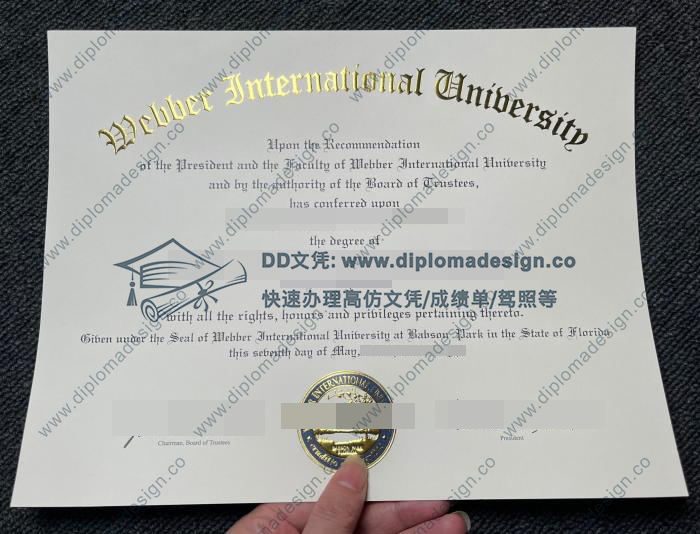 Webber International University
Upon the Recommendation
of the President and the Faculty of Webber International University
and by the authority of the Board of Trustees,
has conferred upon
the degree of
DD文凭: www.diplomadesign.co
快速办理高仿文凭/成绩单/驾照等
with all the rights, honors and privileges pertaining thereto.
Given under the Seal of Webber International University at Babson Park in the State of Florida
this seventh day of May,
INTERNATIONAL
Chairman, Board of Trustees
President
www.diplomadesign.co